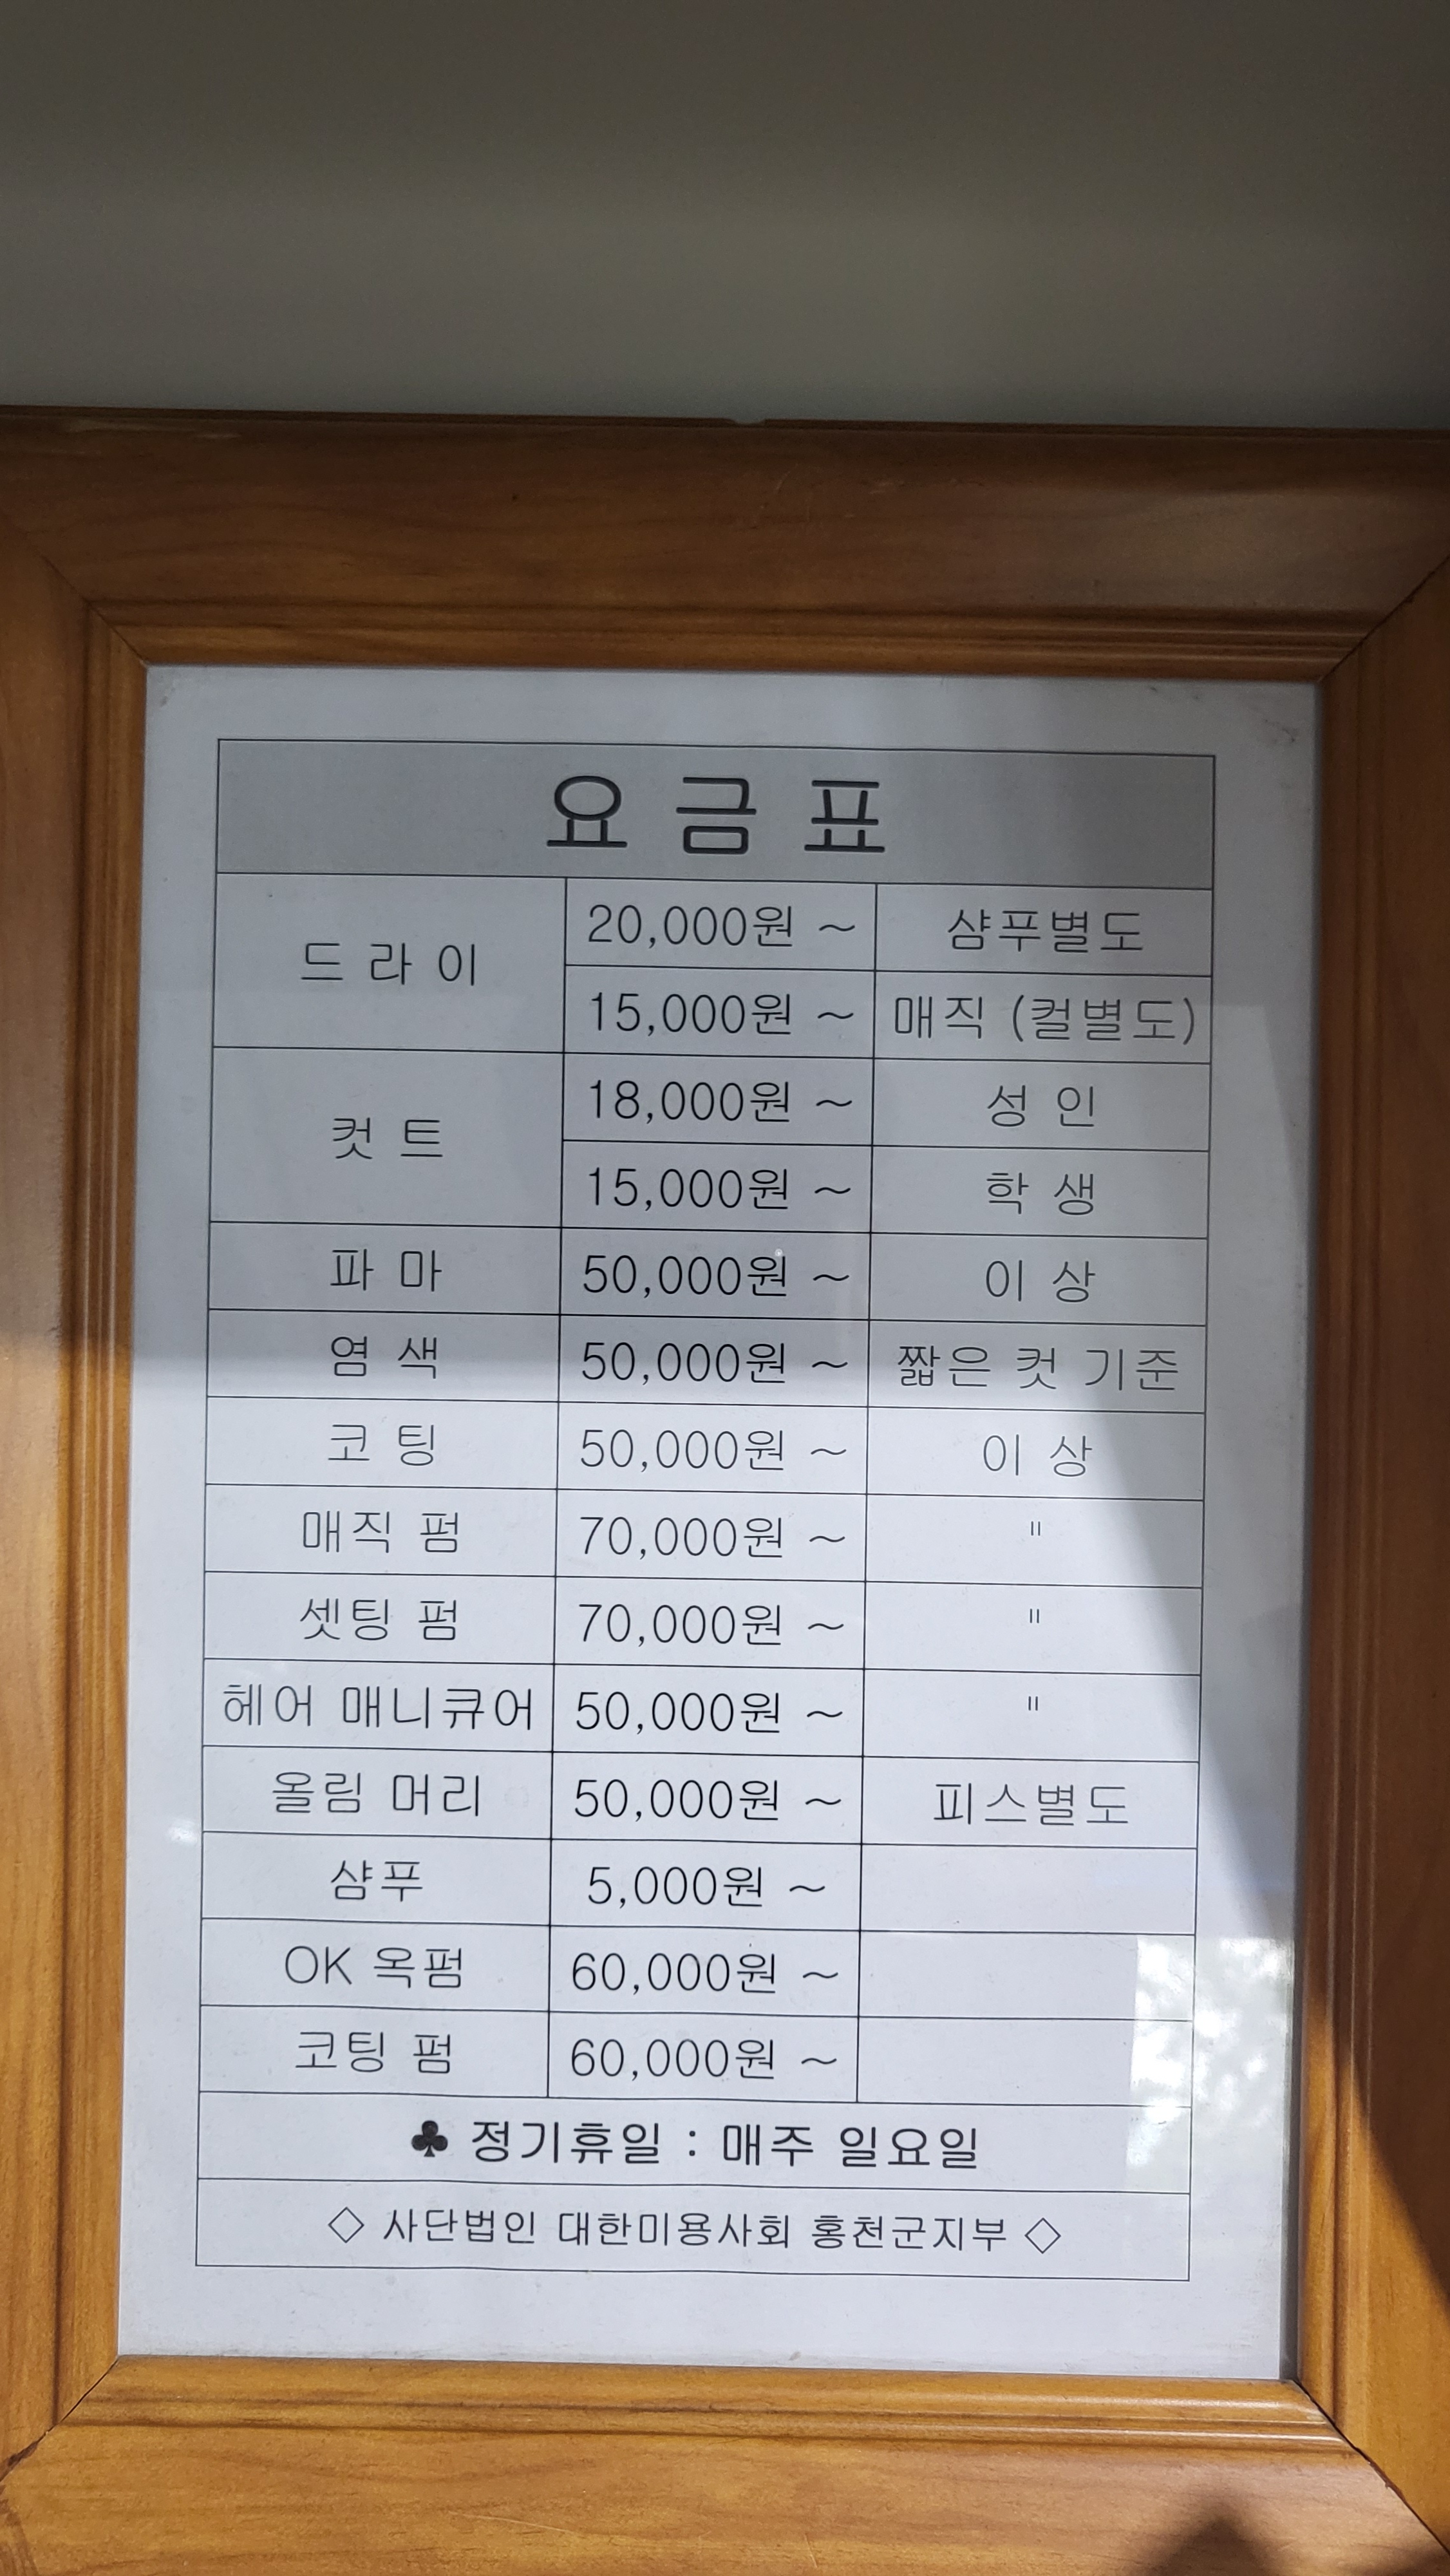 요금표
드라이 20,000원 ~ 샴푸별도
15,000원 ~ 매직 (컬별도)
컷트 18,000원 ~ 성인
15,000원 ~ 학생
파마 50,000원 ~ 이상
염색 50,000원 ~ 짧은 컷 기준
코팅 50,000원 ~ 이상
매직 펌 70,000원 ~ "
셋팅 펌 70,000원 ~ "
헤어 매니큐어 50,000원 ~ "
올림 머리 50,000원 ~ 피스별도
샴푸 5,000원 ~
OK 옥펌 60,000원 ~
코팅 펌 60,000원 ~
♣ 정기휴일 : 매주 일요일
◇ 사단법인 대한미용사회 홍천군지부 ◇